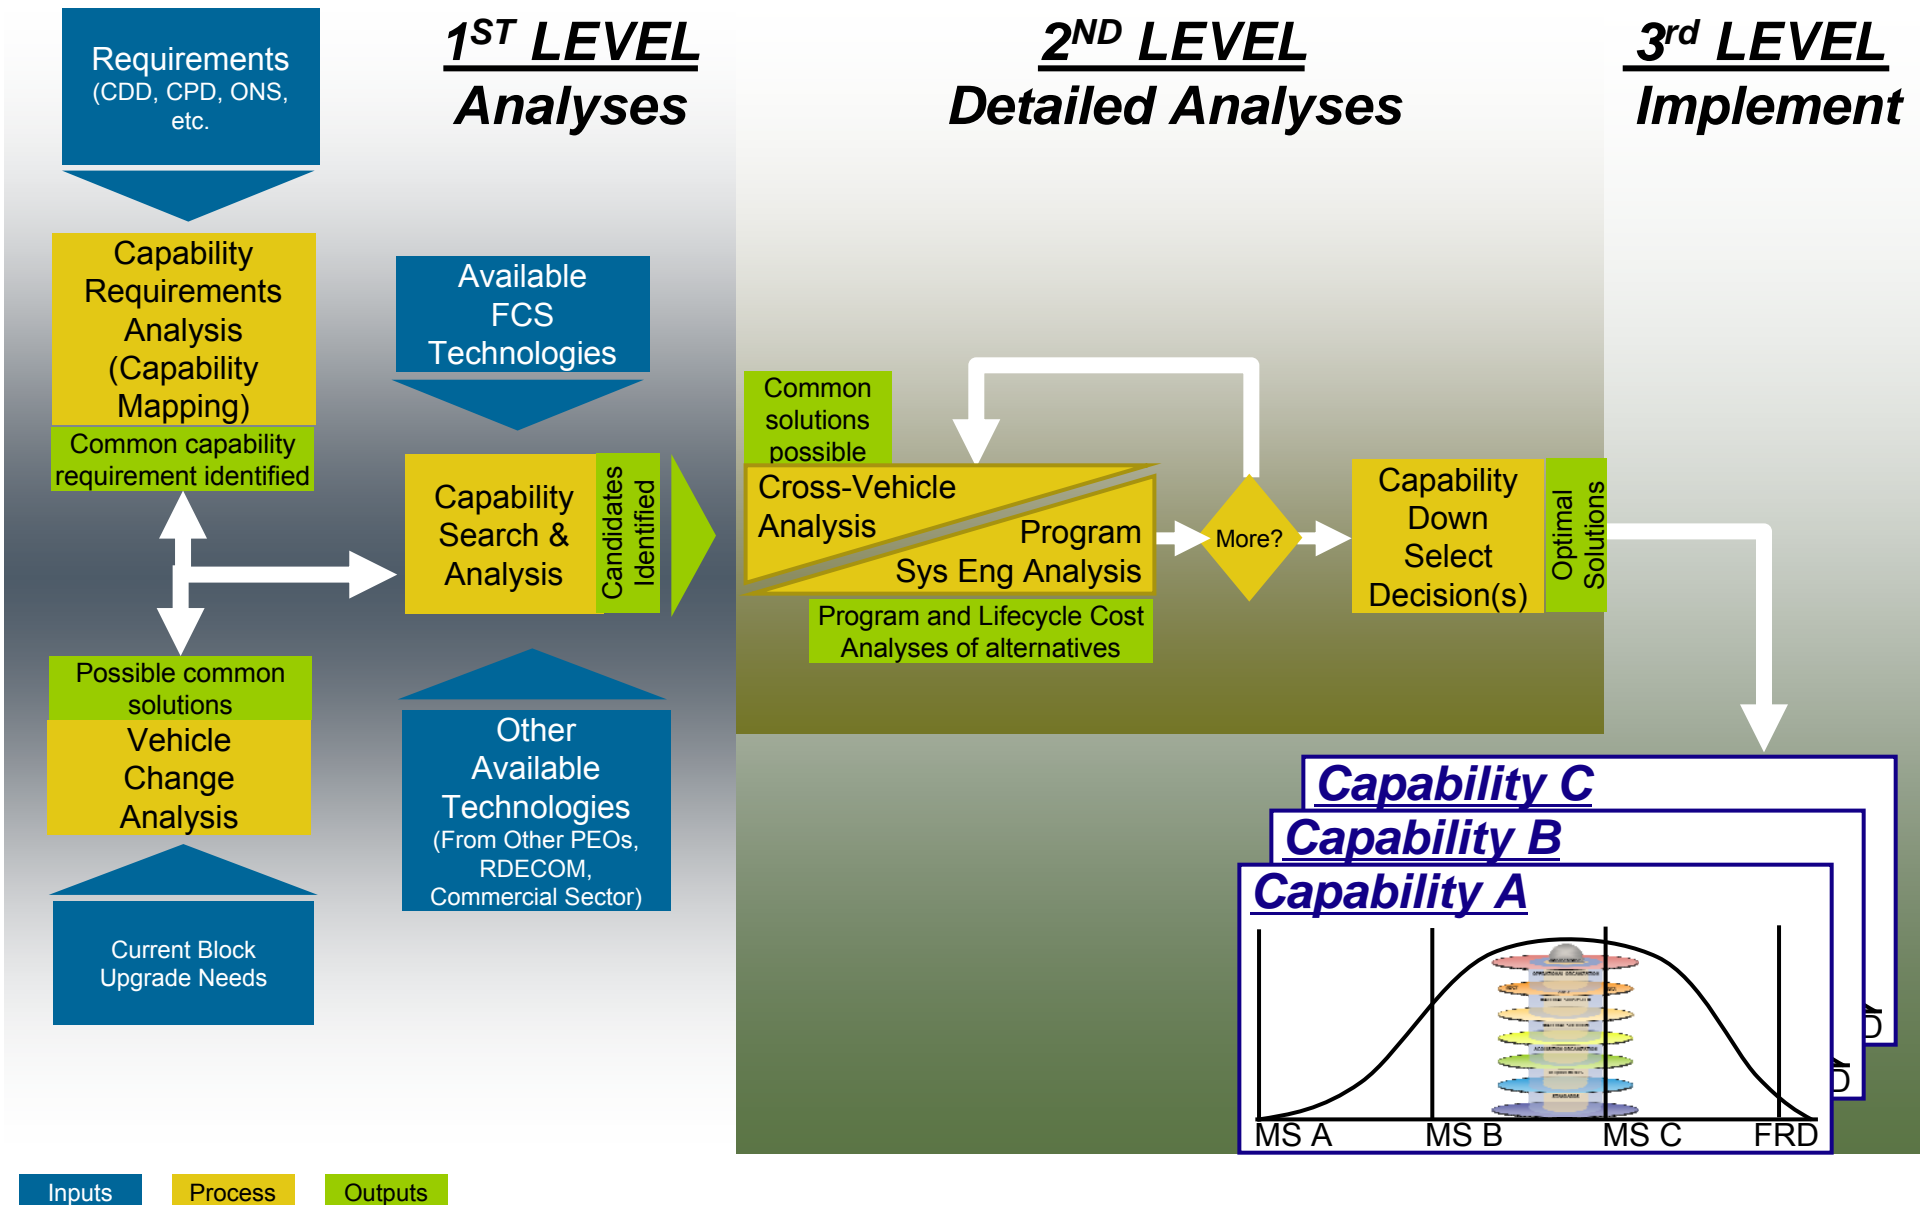 1ST LEVEL
Analyses
2ND LEVEL
Detailed Analyses
3rd LEVEL
Implement
Requirements
(CDD, CPD, ONS,
etc.
Capability
Requirements
Analysis
(Capability
Mapping)
Common capability
requirement identified
Possible common
solutions
Vehicle
Change
Analysis
Current Block
Upgrade Needs
Available
FCS
Technologies
Capability
Search &
Analysis
Candidates
Identified
Other
Available
Technologies
(From Other PEOs,
RDECOM,
Commercial Sector)
Common
solutions
possible
Cross-Vehicle
Analysis
Program
Sys Eng Analysis
Program and Lifecycle Cost
Analyses of alternatives
More?
Capability
Down
Select
Decision(s)
Optimal
Solutions
Capability C
D
Capability B
D
Capability A
MS A
MS B
MS C
FRD
Inputs
Process
Outputs